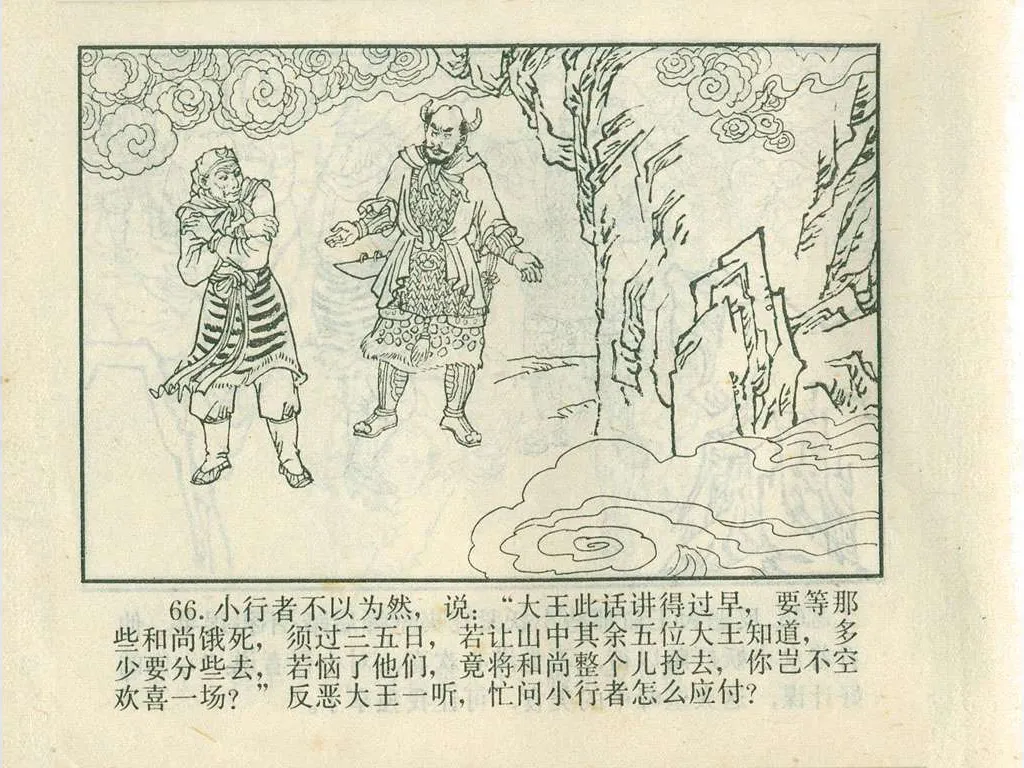 66. 小行者不以为然，说：“大王此话讲得过早，要等那
些和尚饿死，须过三五日，若让山中其余五位大王知道，多
少要分些去，若恼了他们，竟将和尚整个儿抢去，你岂不空
欢喜一场？”反恶大王一听，忙问小行者怎么应付？